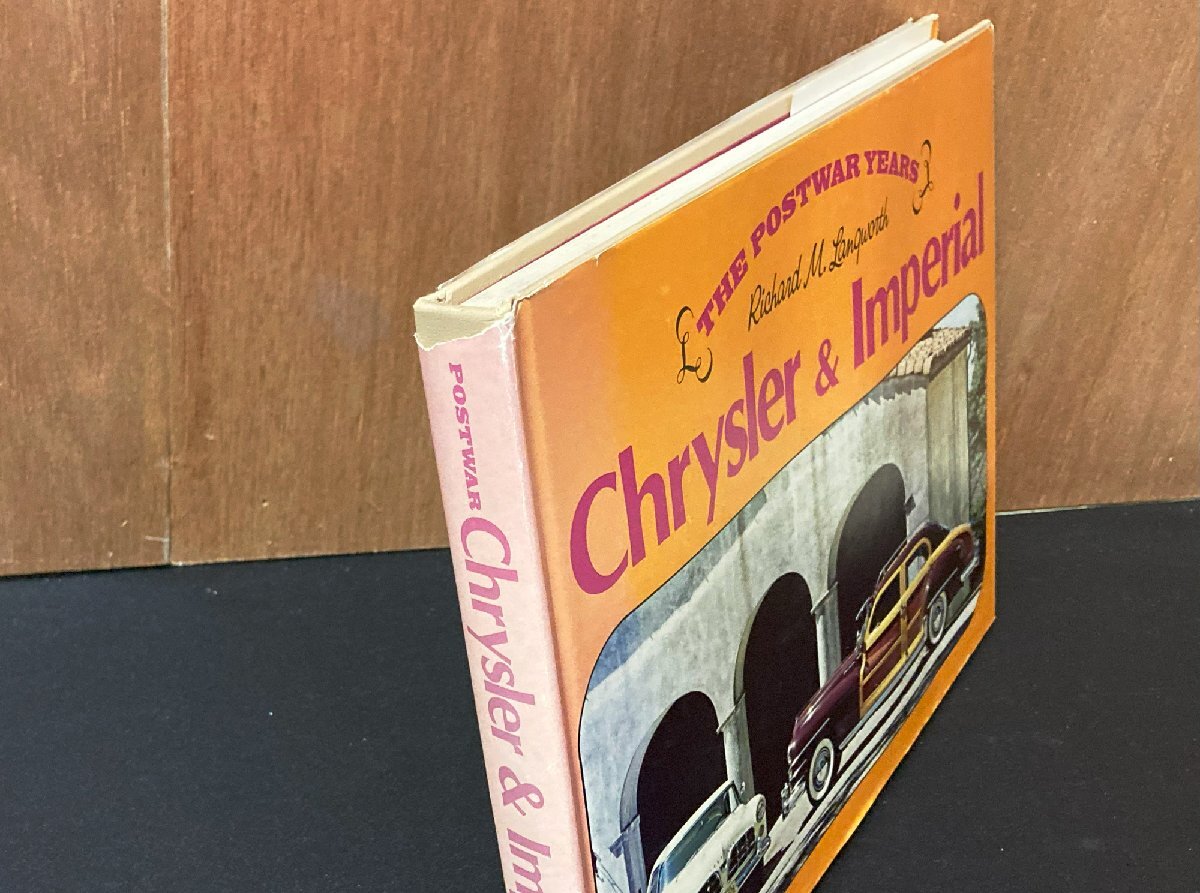 THE POSTWAR YEARS
Richard M. Langworth
Chrysler & Imperial
POSTWAR Chrysler & Im